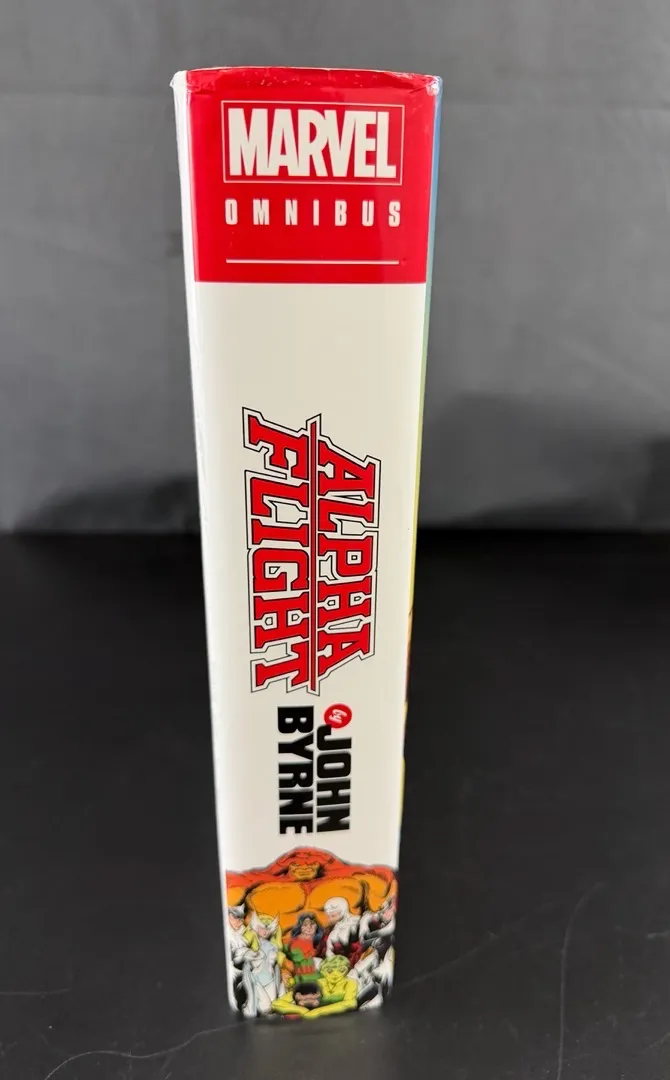 MARVEL
OMNIBUS
ALPHA
FLIGHT
by JOHN
BYRNE